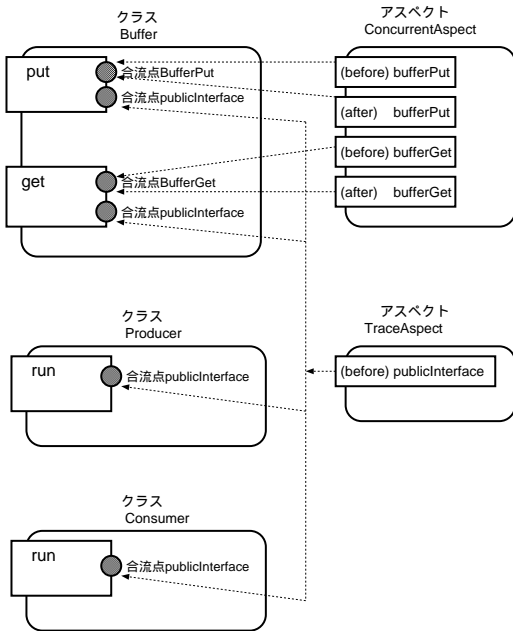 クラス
Buffer
put
合流点BufferPut
合流点publicInterface
get
合流点BufferGet
合流点publicInterface
アスペクト
ConcurrentAspect
(before) bufferPut
(after) bufferPut
(before) bufferGet
(after) bufferGet
クラス
Producer
run
合流点publicInterface
アスペクト
TraceAspect
(before) publicInterface
クラス
Consumer
run
合流点publicInterface